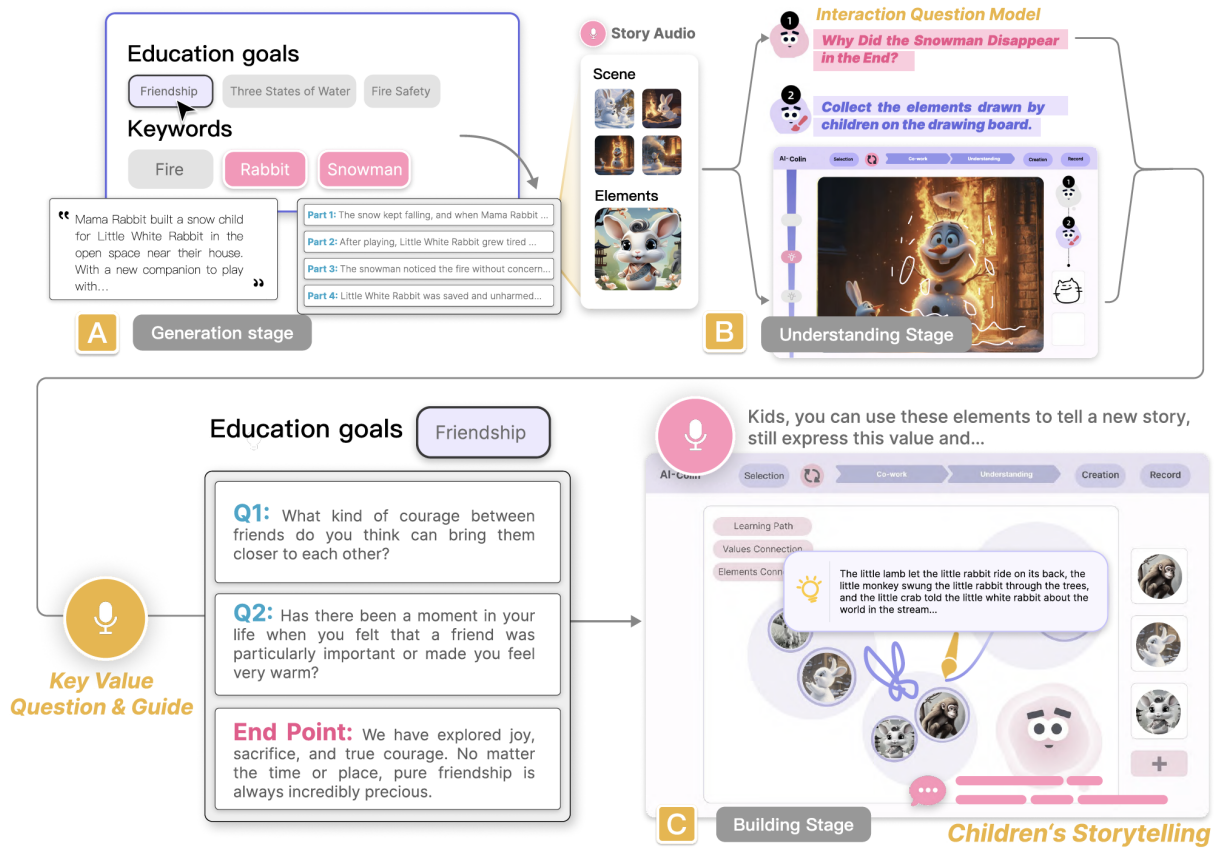 Education goals
Friendship
Three States of Water
Fire Safety
Keywords
Fire
Rabbit
Snowman
“ Mama Rabbit built a snow child
for Little White Rabbit in the
open space near their house.
With a new companion to play
with… ”
Part 1: The snow kept falling, and when Mama Rabbit ...
Part 2: After playing, Little White Rabbit grew tired ...
Part 3: The snowman noticed the fire without concern...
Part 4: Little White Rabbit was saved and unharmed...
A
Generation stage
Story Audio
Scene
Elements
Interaction Question Model
1
Why Did the Snowman Disappear
in the End?
2
Collect the elements drawn by
children on the drawing board.
AI-Colin
Selection
Co-work
Understanding
Creation
Record
1
2
B
Understanding Stage
Education goals
Friendship
Q1: What kind of courage between
friends do you think can bring them
closer to each other?
Q2: Has there been a moment in your
life when you felt that a friend was
particularly important or made you feel
very warm?
End Point: We have explored joy,
sacrifice, and true courage. No matter
the time or place, pure friendship is
always incredibly precious.
Key Value
Question & Guide
Kids, you can use these elements to tell a new story,
still express this value and...
AI-Colin
Selection
Co-work
Understanding
Creation
Record
Learning Path
Values Connection
Elements Conn
The little lamb let the little rabbit ride on its back, the
little monkey swung the little rabbit through the trees,
and the little crab told the little white rabbit about the
world in the stream...
+
C
Building Stage
Children's Storytelling